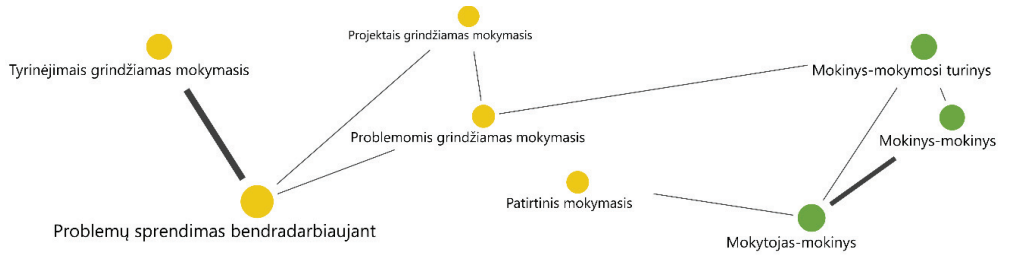 Projektais grindžiamas mokymasis
Tyrinėjimais grindžiamas mokymasis
Mokinys-mokymosi turinys
Problemomis grindžiamas mokymasis
Mokinys-mokinys
Patirtinis mokymasis
Problemų sprendimas bendradarbiaujant
Mokytojas-mokinys